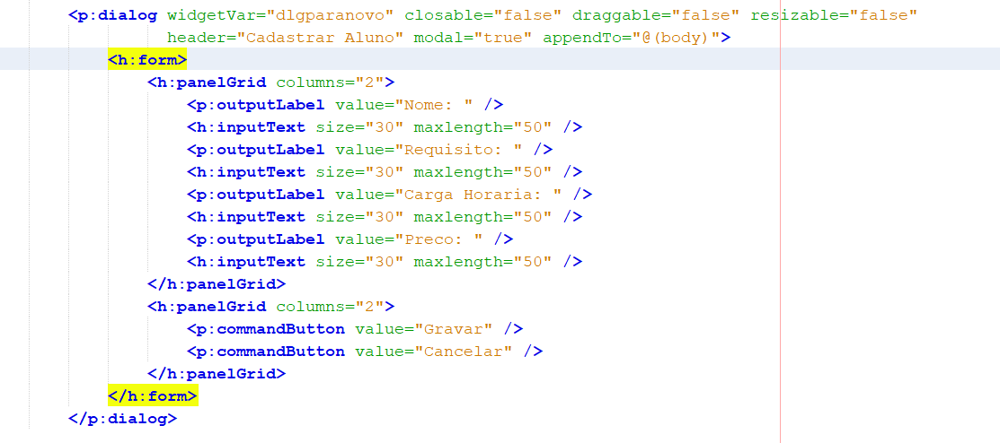 <p:dialog widgetVar="dlgparanovo" closable="false" draggable="false" resizable="false"
header="Cadastrar Aluno" modal="true" appendTo="@(body)">
<h:form>
<h:panelGrid columns="2">
<p:outputLabel value="Nome: " />
<h:inputText size="30" maxlength="50" />
<p:outputLabel value="Requisito: " />
<h:inputText size="30" maxlength="50" />
<p:outputLabel value="Carga Horaria: " />
<h:inputText size="30" maxlength="50" />
<p:outputLabel value="Preco: " />
<h:inputText size="30" maxlength="50" />
</h:panelGrid>
<h:panelGrid columns="2">
<p:commandButton value="Gravar" />
<p:commandButton value="Cancelar" />
</h:panelGrid>
</h:form>
</p:dialog>